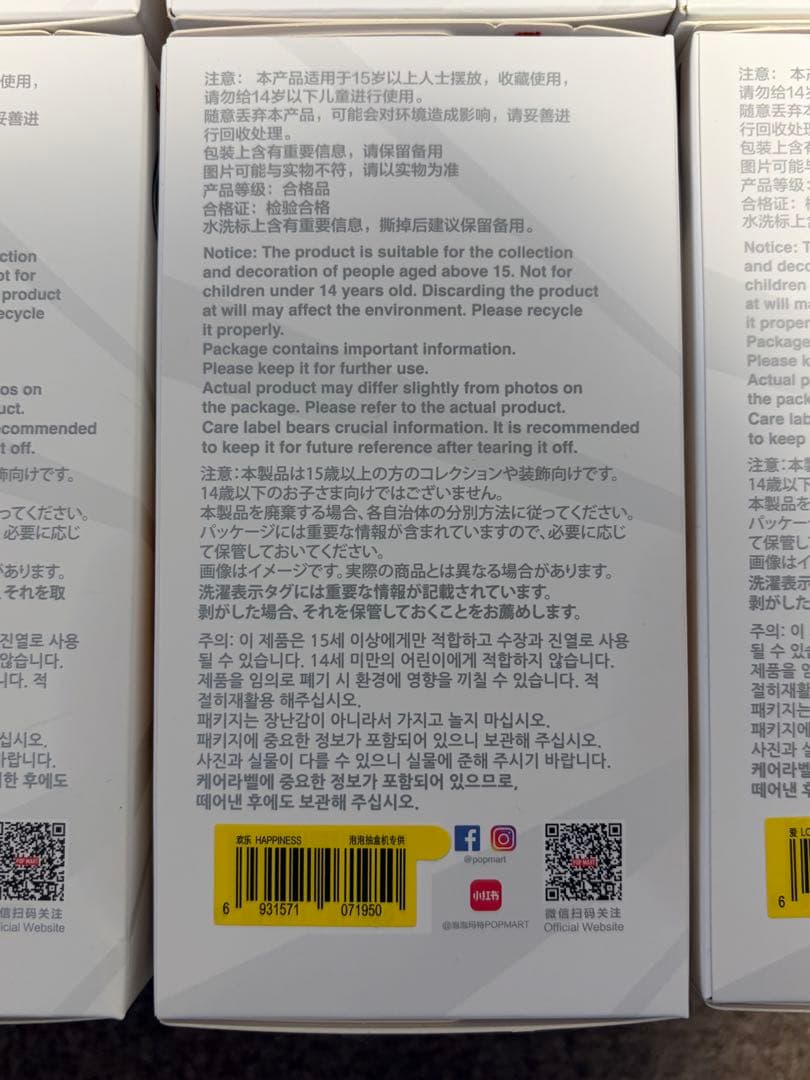 注意： 本产品适用于15岁以上人士摆放，收藏使用，
请勿给14岁以下儿童进行使用。
随意丢弃本产品，可能会对环境造成影响，请妥善进
行回收处理。
包装上含有重要信息，请保留备用
图片可能与实物不符，请以实物为准
产品等级：合格品
合格证：检验合格
水洗标上含有重要信息，撕掉后建议保留备用。
Notice: The product is suitable for the collection
and decoration of people aged above 15. Not for
children under 14 years old. Discarding the product
at will may affect the environment. Please recycle
it properly.
Package contains important information.
Please keep it for further use.
Actual product may differ slightly from photos on
the package. Please refer to the actual product.
Care label bears crucial information. It is recommended
to keep it for future reference after tearing it off.
注意：本製品は15歳以上の方のコレクションや装飾向けです。
14歳以下のお子さま向けではございません。
本製品を廃棄する場合、各自治体の分別方法に従ってください。
パッケージには重要な情報が含まれていますので、必要に応じ
て保管しておいてください。
画像はイメージです。実際の商品とは異なる場合があります。
洗濯表示タグには重要な情報が記載されています。
剥がした場合、それを保管しておくことをお薦めします。
주의: 이 제품은 15세 이상에게만 적합하고 수장과 진열로 사용
될 수 있습니다. 14세 미만의 어린이에게 적합하지 않습니다.
제품을 임의로 폐기 시 환경에 영향을 끼칠 수 있습니다. 적
절히재활용 해주십시오.
패키지는 장난감이 아니라서 가지고 놀지 마십시오.
패키지에 중요한 정보가 포함되어 있으니 보관해 주십시오.
사진과 실물이 다를 수 있으니 실물에 준해 주시기 바랍니다.
케어라벨에 중요한 정보가 포함되어 있으므로,
떼어낸 후에도 보관해 주십시오.
欢乐 HAPPINESS 泡泡抽盒机专供
6 931571 071950
@popmart
小红书
@泡泡玛特POPMART
POP MART
微信扫码关注
Official Website